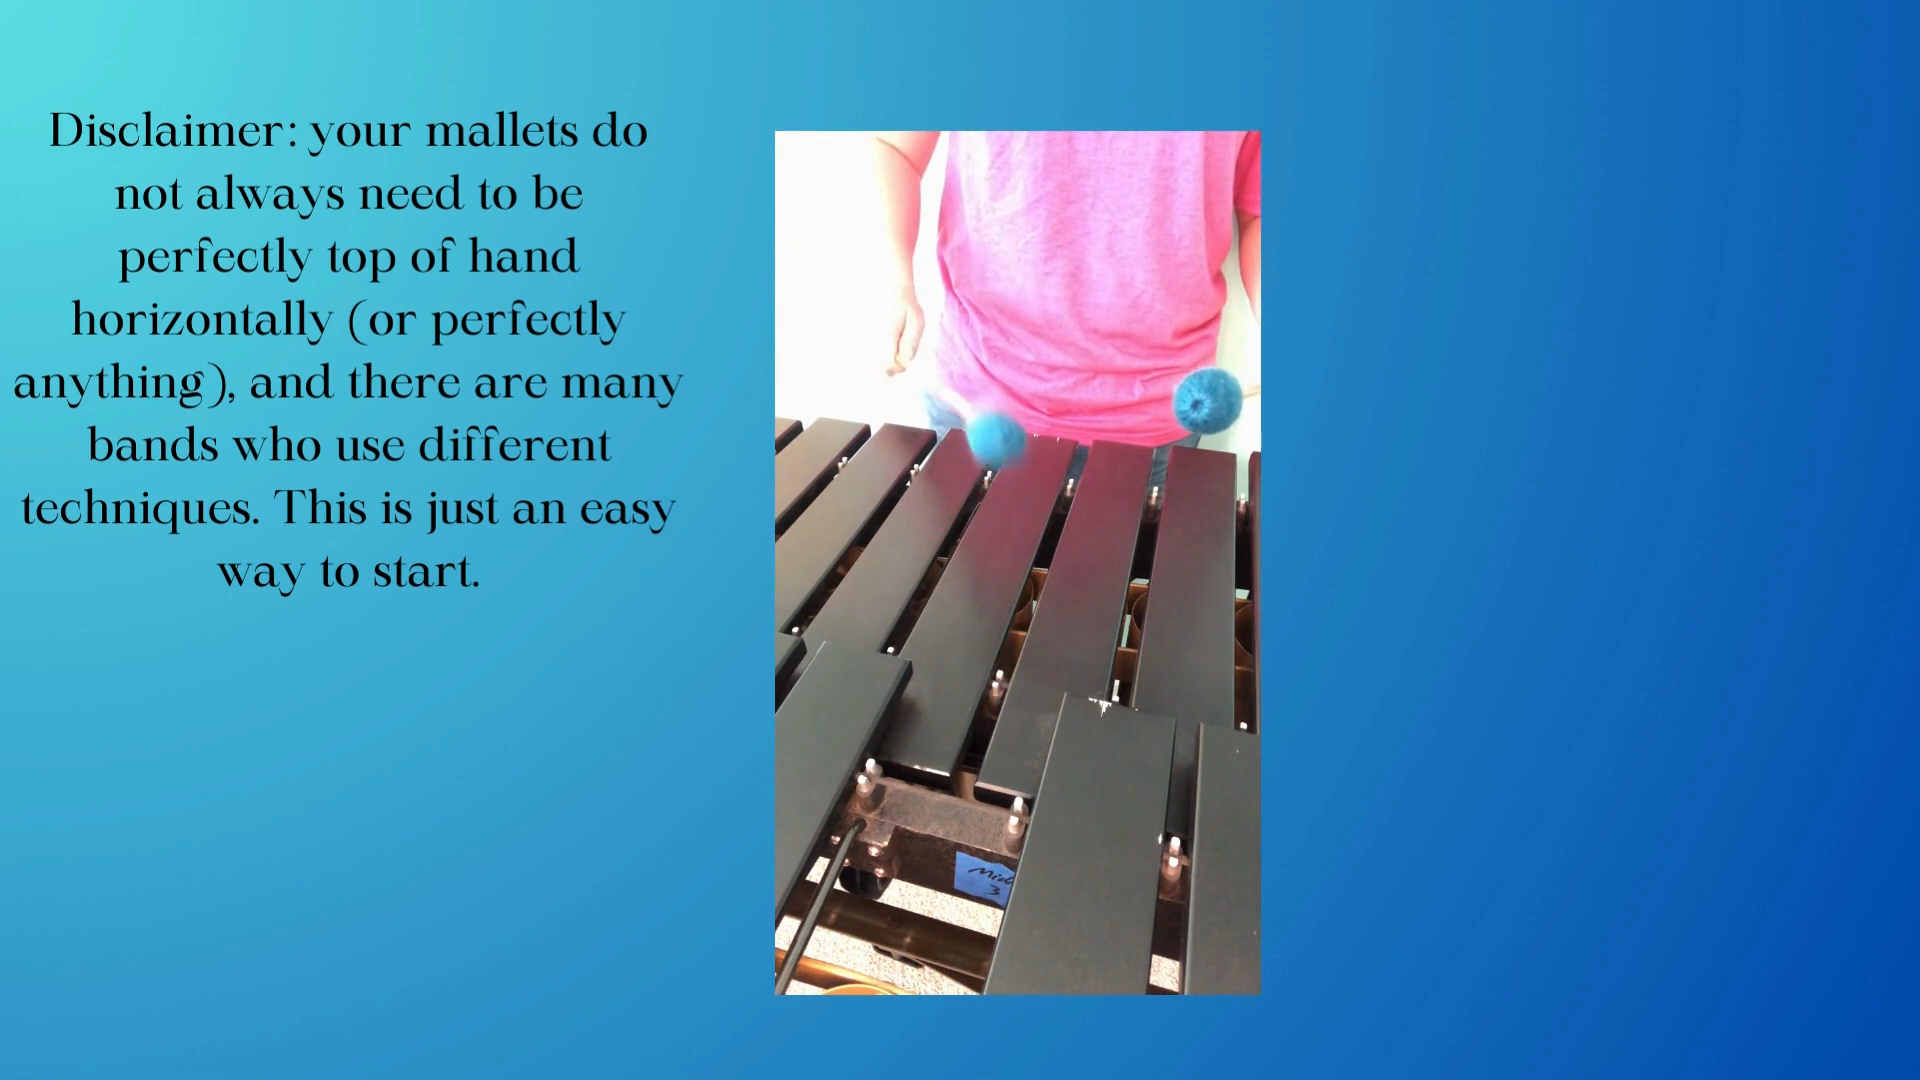 Disclaimer: your mallets do
not always need to be
perfectly top of hand
horizontally (or perfectly
anything), and there are many
bands who use different
techniques. This is just an easy
way to start.
3